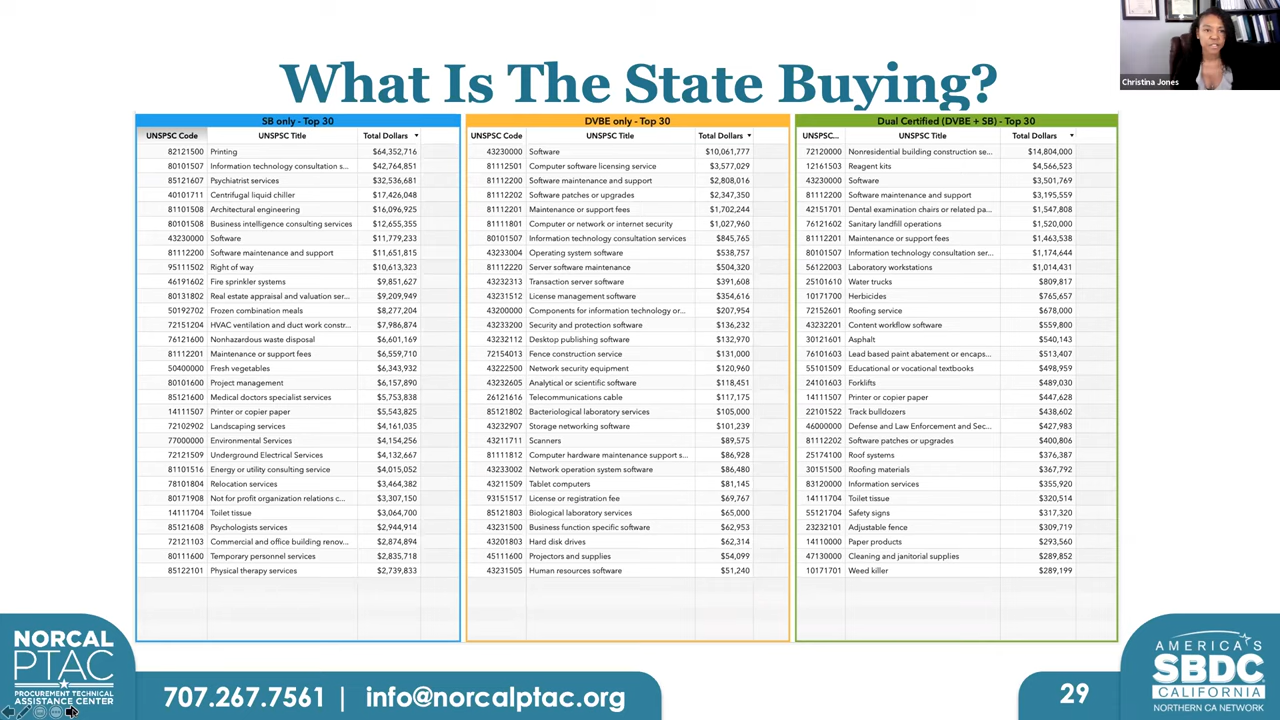 Christina Jones
What Is The State Buying?
SB only - Top 30
UNSPSC Code UNSPSC Title Total Dollars
82121500 Printing $64,352,716
80101507 Information technology consultation s... $42,764,851
85121607 Psychiatrist services $32,536,681
40101711 Centrifugal liquid chiller $17,426,048
81101508 Architectural engineering $16,096,925
80101508 Business intelligence consulting services $12,655,355
43230000 Software $11,779,233
81112200 Software maintenance and support $11,651,815
95111502 Right of way $10,613,323
46191602 Fire sprinkler systems $9,851,627
80131802 Real estate appraisal and valuation ser... $9,209,949
50192702 Frozen combination meals $8,277,204
72151204 HVAC ventilation and duct work constr... $7,986,874
76121600 Nonhazardous waste disposal $6,601,169
81112201 Maintenance or support fees $6,559,710
50400000 Fresh vegetables $6,343,932
80101600 Project management $6,157,890
85121600 Medical doctors specialist services $5,753,838
14111507 Printer or copier paper $5,543,825
72102902 Landscaping services $4,161,035
77000000 Environmental Services $4,154,256
72121509 Underground Electrical Services $4,132,667
81101516 Energy or utility consulting service $4,015,052
78101804 Relocation services $3,464,382
80171908 Not for profit organization relations c... $3,307,150
14111704 Toilet tissue $3,064,700
85121608 Psychologists services $2,944,914
72121103 Commercial and office building renov... $2,874,894
80111600 Temporary personnel services $2,835,718
85122101 Physical therapy services $2,739,833
DVBE only - Top 30
UNSPSC Code UNSPSC Title Total Dollars
43230000 Software $10,061,777
81112501 Computer software licensing service $3,577,029
81112200 Software maintenance and support $2,808,016
81112202 Software patches or upgrades $2,347,350
81112201 Maintenance or support fees $1,702,244
81111801 Computer or network or internet security $1,027,960
80101507 Information technology consultation services $845,765
43233004 Operating system software $538,757
81112220 Server software maintenance $504,320
43232313 Transaction server software $391,608
43231512 License management software $354,616
43200000 Components for information technology or... $207,954
43233200 Security and protection software $136,232
43232112 Desktop publishing software $132,970
72154013 Fence construction service $131,000
43222500 Network security equipment $120,960
43232605 Analytical or scientific software $118,451
26121616 Telecommunications cable $117,175
85121802 Bacteriological laboratory services $105,000
43232907 Storage networking software $101,239
43211711 Scanners $89,575
81111812 Computer hardware maintenance support s... $86,928
43233002 Network operation system software $86,480
43211509 Tablet computers $81,145
93151517 License or registration fee $69,767
85121803 Biological laboratory services $65,000
43231500 Business function specific software $62,953
43201803 Hard disk drives $62,314
45111600 Projectors and supplies $54,099
43231505 Human resources software $51,240
Dual Certified (DVBE + SB) - Top 30
UNSPSC... UNSPSC Title Total Dollars
72120000 Nonresidential building construction se... $14,804,000
12161503 Reagent kits $4,566,523
43230000 Software $3,501,769
81112200 Software maintenance and support $3,195,559
42151701 Dental examination chairs or related pa... $1,547,808
76121602 Sanitary landfill operations $1,520,000
81112201 Maintenance or support fees $1,463,538
80101507 Information technology consultation ser... $1,174,644
56122003 Laboratory workstations $1,014,431
25101610 Water trucks $809,817
10171700 Herbicides $765,657
72152601 Roofing service $678,000
43232201 Content workflow software $559,800
30121601 Asphalt $540,143
76101603 Lead based paint abatement or encaps... $513,407
55101509 Educational or vocational textbooks $498,959
24101603 Forklifts $489,030
14111507 Printer or copier paper $447,628
22101522 Track bulldozers $438,602
46000000 Defense and Law Enforcement and Sec... $427,983
81112202 Software patches or upgrades $400,806
25174100 Roof systems $376,387
30151500 Roofing materials $367,792
83120000 Information services $355,920
14111704 Toilet tissue $320,514
55121704 Safety signs $317,320
23232101 Adjustable fence $309,719
14110000 Paper products $293,560
47130000 Cleaning and janitorial supplies $289,852
10171701 Weed killer $289,199
NORCAL
PTAC
PROCUREMENT TECHNICAL
ASSISTANCE CENTER
707.267.7561 | info@norcalptac.org
29
AMERICA'S
SBDC
CALIFORNIA
NORTHERN CA NETWORK